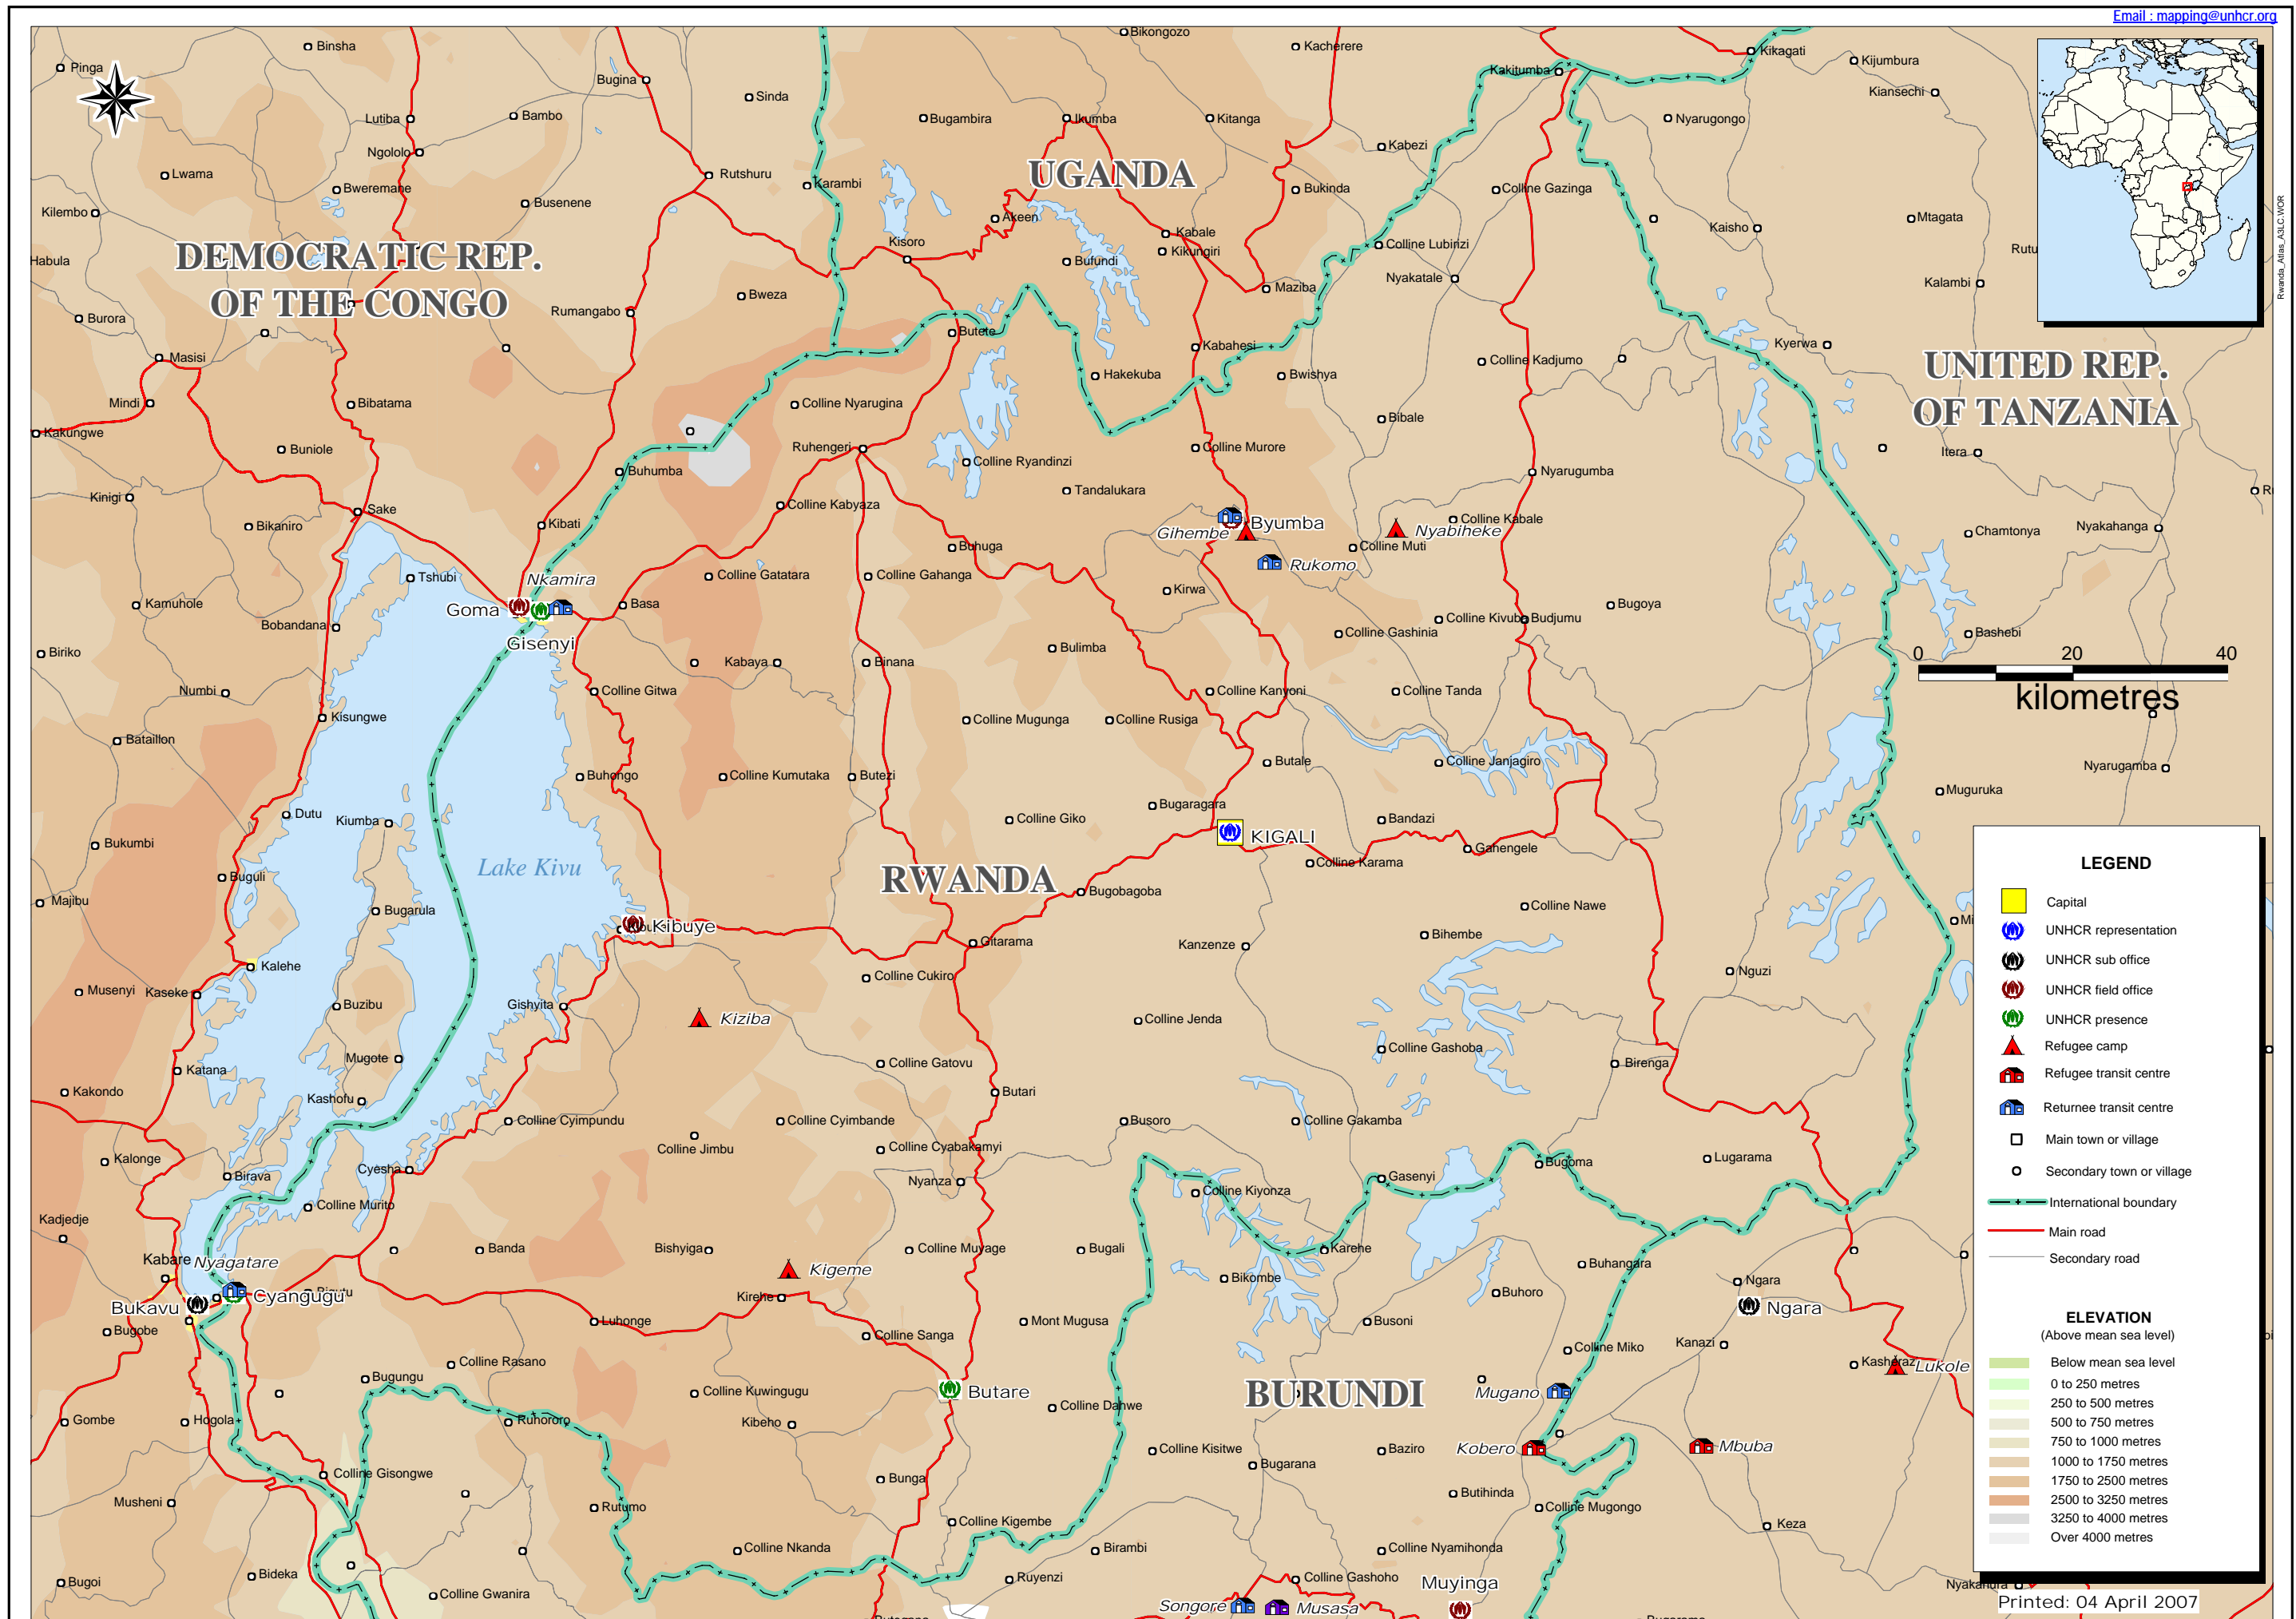 Email : mapping@unhcr.org
Rwanda_Atlas_A3LC.WOR
Pinga
Binsha
Bugina
Sinda
Bikongozo
Kacherere
Kakitumba
Kikagati
Kijumbura
Kiansechi
Lutiba
Bambo
Bugambira
Ikumba
Kitanga
Nyarugongo
Ngololo
Kabezi
Lwama
Bweremane
Rutshuru
Karambi
UGANDA
Bukinda
Colline Gazinga
Kilembo
Busenene
Akeen
Mtagata
Kaisho
Kisoro
Kabale
Kikungiri
Colline Lubirizi
Rutu
DEMOCRATIC REP.
OF THE CONGO
Habula
Bufundi
Nyakatale
Kalambi
Bweza
Maziba
Burora
Rumangabo
Butete
Kabahesi
Kyerwa
Masisi
Colline Kadjumo
UNITED REP.
OF TANZANIA
Hakekuba
Bwishya
Mindi
Bibatama
Colline Nyarugina
Bibale
Kakungwe
Buniole
Ruhengeri
Colline Murore
Itera
Colline Ryandinzi
Buhumba
Nyarugumba
Kinigi
Tandalukara
Sake
Colline Kabyaza
Colline Kabale
Bikaniro
Kibati
Byumba
Gihembe
Nyabiheke
Chamtonya
Nyakahanga
Buhuga
Colline Muti
Rukomo
Tshubi
Nkamira
Colline Gatatara
Colline Gahanga
Kirwa
Kamuhole
Goma
Basa
Bugoya
Bobandana
Colline Kivuba
Budjumu
Colline Gashinia
Bashebi
Gisenyi
Biriko
Bulimba
Kabaya
Binana
0 20 40
kilometres
Numbi
Colline Gitwa
Colline Kanyoni
Colline Tanda
Kisungwe
Colline Mugunga
Colline Rusiga
Bataillon
Buhongo
Colline Kumutaka
Butezi
Butale
Colline Janjagiro
Nyarugamba
Muguruka
Dutu
Kiumba
Bugaragara
Colline Giko
Bandazi
KIGALI
Bukumbi
Ganengele
Colline Karama
Lake Kivu
Buguli
RWANDA
Bugobagoba
Majibu
Bugarula
Colline Nawe
Mi
Kibuye
Gitarama
Kanzenze
Bihembe
Kalehe
Colline Cukiro
Nguzi
Musenyi
Kaseke
Buzibu
Gishyita
Kiziba
Colline Jenda
Mugote
Colline Gatovu
Colline Gashoba
Birenga
Katana
Kakondo
Kashofu
Butari
Colline Cyimpundu
Colline Cyimbande
Busoro
Colline Gakamba
Colline Jimbu
Colline Cyabakamyi
Kalonge
Cyesha
Bugoma
Lugarama
Birava
Nyanza
Gasenyi
Colline Kiyonza
Colline Murito
Kadjedje
Banda
Bishyiga
Colline Muyage
Bugali
Karehe
Kabare
Nyagatare
Kigeme
Bikombe
Buhangara
Ngara
Cyangugu
Bukavu
Kirehe
Buhoro
Ngara
Bugobe
Luhonge
Mont Mugusa
Busoni
Colline Sanga
Colline Miko
Kanazi
Colline Rasano
Kasheraz
Lukole
Bugungu
Butare
Colline Kuwingugu
BURUNDI
Mugano
Colline Dahwe
Gombe
Hogola
Ruhororo
Kibeho
Colline Kisitwe
Baziro
Kobero
Mbuba
Colline Gisongwe
Bunga
Bugarana
Butihinda
Musheni
Rutumo
Colline Mugongo
Colline Kigembe
Keza
Colline Nkanda
Birambi
Colline Nyamihonda
Bugoi
Bideka
Ruyenzi
Colline Gashoho
Muyinga
Nyakahura
Colline Gwanira
Songore
Musasa
LEGEND
Capital
UNHCR representation
UNHCR sub office
UNHCR field office
UNHCR presence
Refugee camp
Refugee transit centre
Returnee transit centre
Main town or village
Secondary town or village
International boundary
Main road
Secondary road
ELEVATION
(Above mean sea level)
Below mean sea level
0 to 250 metres
250 to 500 metres
500 to 750 metres
750 to 1000 metres
1000 to 1750 metres
1750 to 2500 metres
2500 to 3250 metres
3250 to 4000 metres
Over 4000 metres
Printed: 04 April 2007